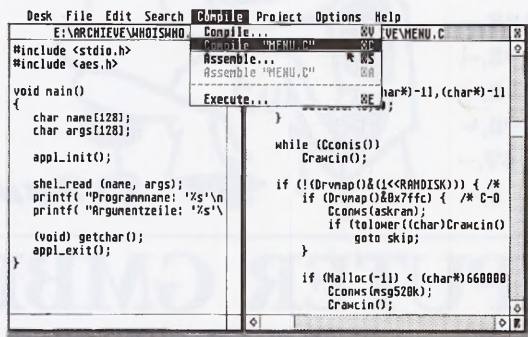 Desk File Edit Search Compile Project Options Help
E:\ARCHIEVE\WHOISWHO.
Compile... ⌘V
Compile "MENU.C" ⌘C
Assemble... ⌘S
Assemble "MENU.C" ⌘A
Execute... ⌘E
#include <stdio.h>
#include <aes.h>
void main()
{
char name[128];
char args[128];
appl_init();
shel_read (name, args);
printf( "Programmname: '%s'\n
printf( "Argumentzeile: '%s'\
(void) getchar();
appl_exit();
}
VE\MENU.C
har*)-1l,(char*)-1l
}
while (Cconis())
Crawcin();
if (!(Drvmap()&(1<<RAMDISK))) { /*
if (Drvmap()&0x7ffc) { /* C-O
Cconws(askram);
if (tolower((char)Crawcin()
goto skip;
}
if (Malloc(-1l) < (char*)660000
Cconws(msg520k);
Crawcin();